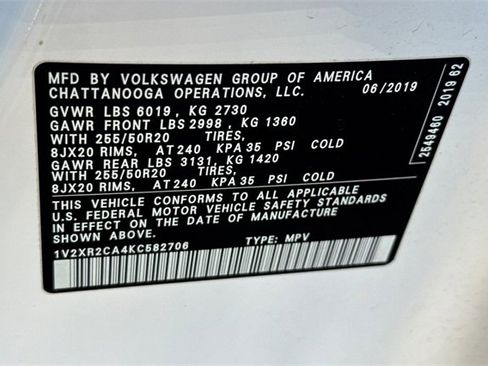 MFD BY VOLKSWAGEN GROUP OF AMERICA
CHATTANOOGA OPERATIONS, LLC. 06/2019
GVWR LBS 6019 , KG 2730
GAWR FRONT LBS 2998 , KG 1360
WITH 255/50R20 TIRES,
8JX20 RIMS, AT 240 KPA 35 PSI COLD
GAWR REAR LBS 3131, KG 1420
WITH 255/50R20 TIRES,
8JX20 RIMS, AT 240 KPA 35 PSI COLD
THIS VEHICLE CONFORMS TO ALL APPLICABLE
U.S. FEDERAL MOTOR VEHICLE SAFETY STANDARDS
IN EFFECT ON THE DATE OF MANUFACTURE
SHOWN ABOVE.
1V2XR2CA4KC582706 TYPE: MPV
2549460 2019 62